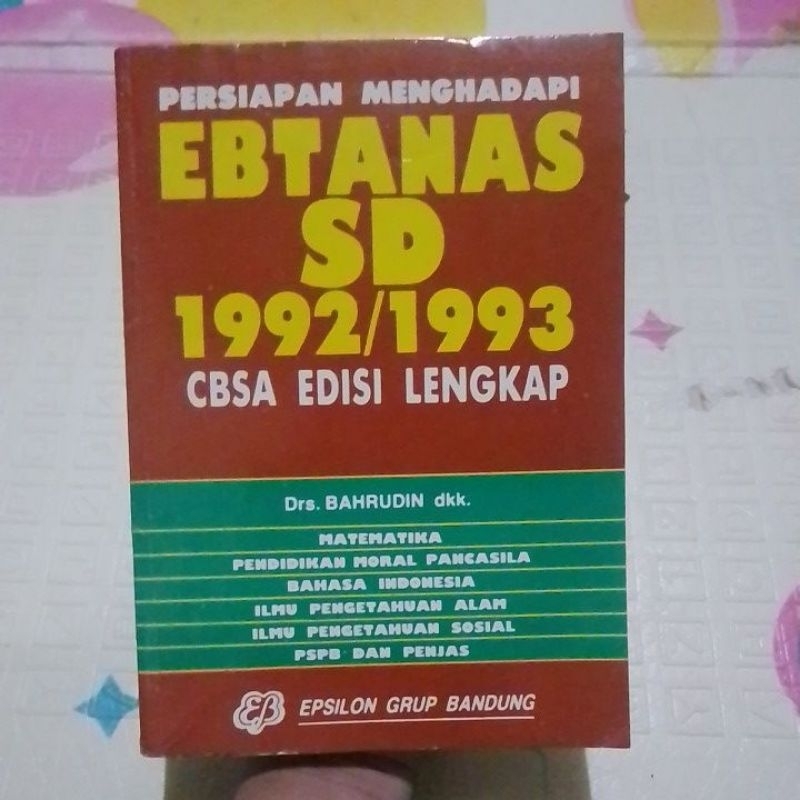 PERSIAPAN MENGHADAPI
EBTANAS
SD
1992/1993
CBSA EDISI LENGKAP
Drs. BAHRUDIN dkk.
MATEMATIKA
PENDIDIKAN MORAL PANCASILA
BAHASA INDONESIA
ILMU PENGETAHUAN ALAM
ILMU PENGETAHUAN SOSIAL
PSPB DAN PENJAS
EB EPSILON GRUP BANDUNG